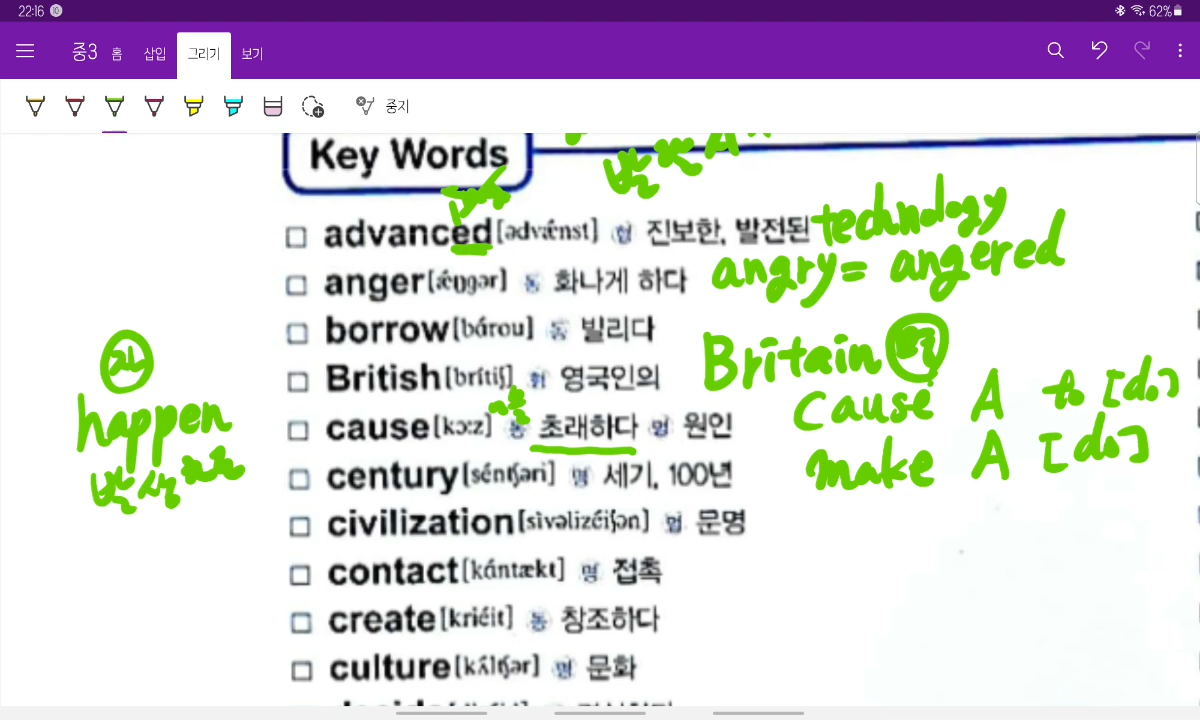 22:16 62%
중3 홈 삽입 그리기 보기
중지
Key Words
advanced [ədvǽnst] 형 진보한, 발전된 technology
anger [ǽŋgər] 동 화나게 하다 angry = angered
borrow [bárou] 동 빌리다
British [brítiʃ] 형 영국인의 Britain
cause [kɔːz] 동 초래하다 명 원인 cause A to [do]
make A [do]
happen
century [séntʃəri] 명 세기, 100년
civilization [sìvəlizéiʃən] 명 문명
contact [kántækt] 명 접촉
create [kriéit] 동 창조하다
culture [kʌ́ltʃər] 명 문화